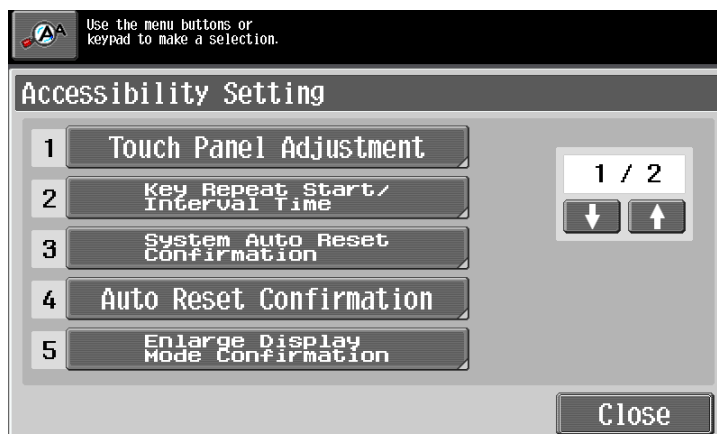 AA
Use the menu buttons or
keypad to make a selection.
Accessibility Setting
1 Touch Panel Adjustment
1 / 2
2 Key Repeat Start/
Interval Time
3 System Auto Reset
Confirmation
4 Auto Reset Confirmation
5 Enlarge Display
Mode Confirmation
Close